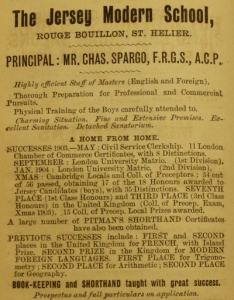 The Jersey Modern School,
ROUGE BOUILLON, ST. HELIER.
PRINCIPAL: MR. CHAS. SPARGO, F.R.G.S., A.C.P.
Highly efficient Staff of Masters (English and Foreign).
Thorough Preparation for Professional and Commercial
Pursuits.
Physical Training of the Boys carefully attended to.
Charming Situation. Fine and Extensive Premises. Ex-
cellent Sanitation. Detached Sanatorium.
A HOME FROM HOME.
SUCCESSES 1903.—MAY; Civil Service Clerkship. 11 London
Chamber of Commerce Certificates, with 8 Distinctions.
SEPTEMBER: London University Matric. (1st Division),
JAN. 1904: London University Matric. (2nd Division).
XMAS: Cambridge Locals and Coll. of Preceptors; 54 out
of 56 passed, obtaining 17 of the 18 Honours awarded to
Jersey Candidates (boys), with 15 Distinctions. SEVENTH
PLACE (1st Class Honours) and THIRD PLACE (3rd Class
Honours) in the United Kingdom (Coll. of Preep. Exam,
Xmas 1903). 15 Coll. of Preep. Local Prizes awarded.
A large number of PITMAN'S SHORTHAND Certificates
have also been obtained.
PREVIOUS SUCCESSES include: FIRST and SECOND
places in the United Kingdom for FRENCH, with Isle
Prize. SECOND PRIZE in the Kingdom for MODERN
FOREIGN LANGUAGES. FIRST PLACE for Trigono-
metry; SECOND PLACE for Arithmetic; SECOND PLACE
for Geography.
BOOK-KEEPING and SHORTHAND taught with great success.
Prospectus and full particulars on application.